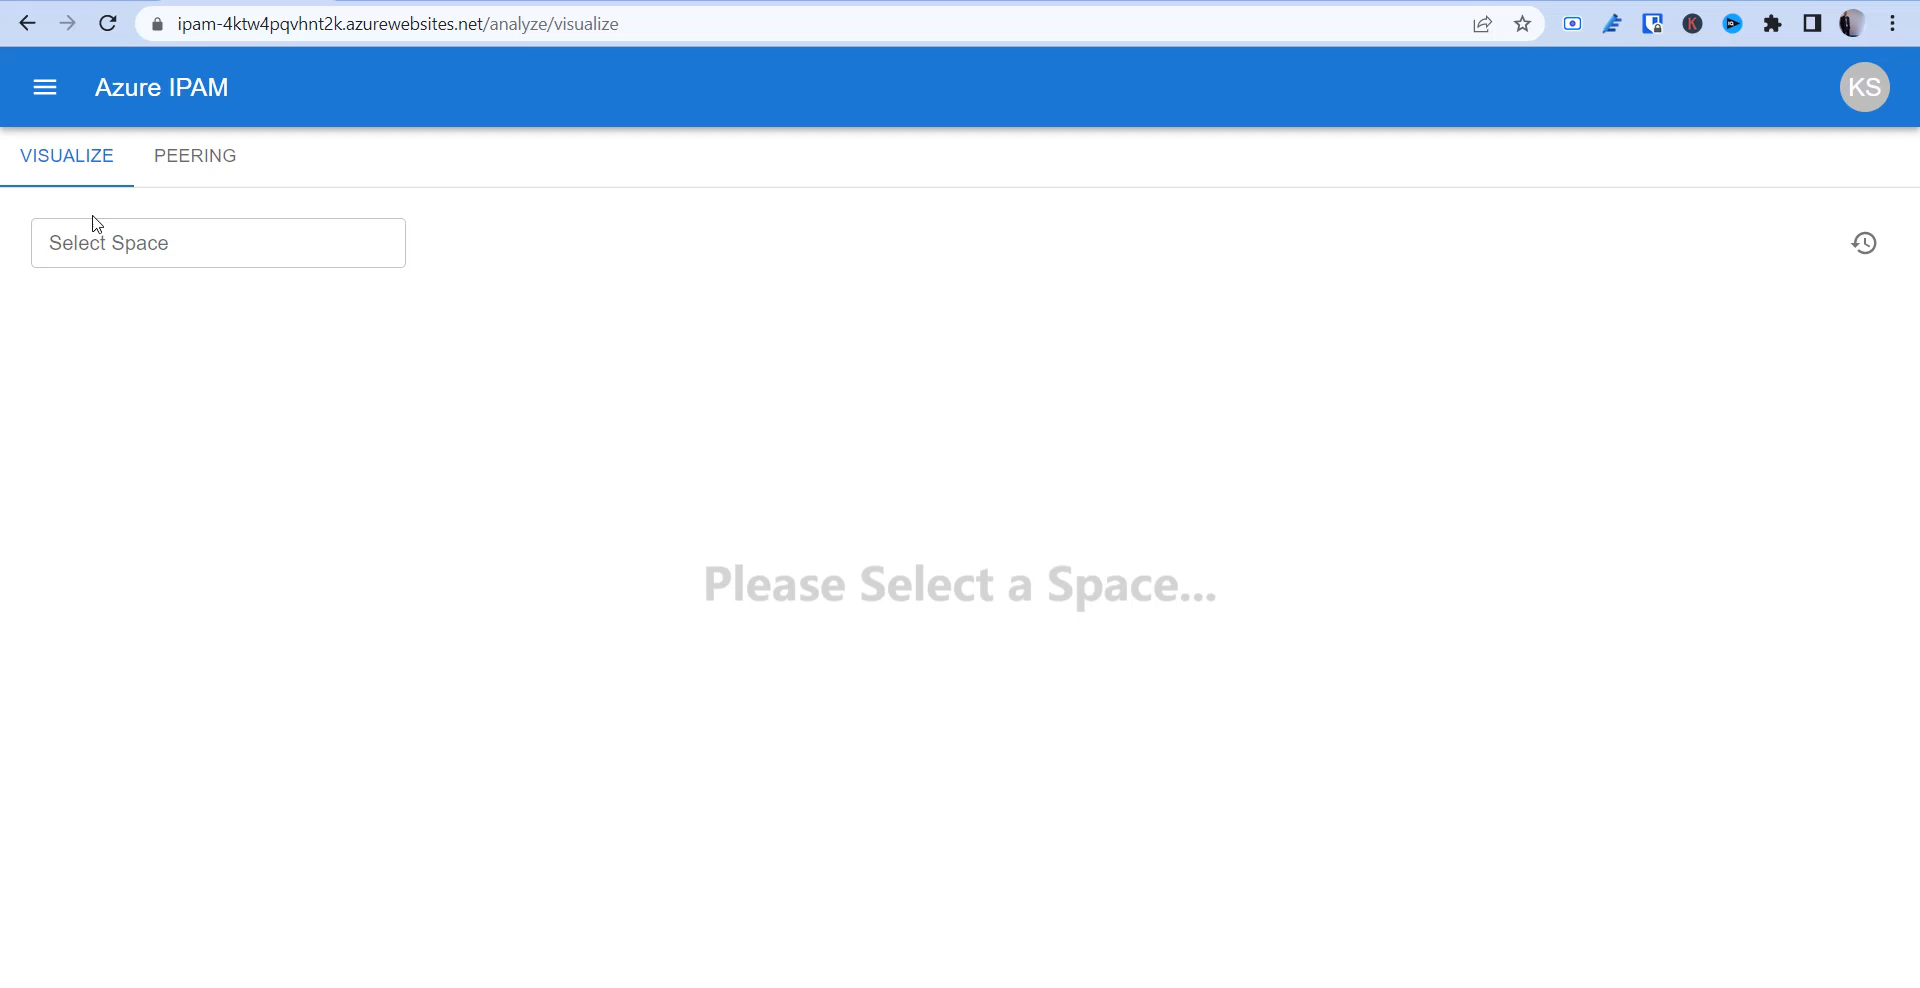 ipam-4ktw4pqvhnt2k.azurewebsites.net/analyze/visualize
K
Azure IPAM
KS
VISUALIZE PEERING
Select Space
Please Select a Space...